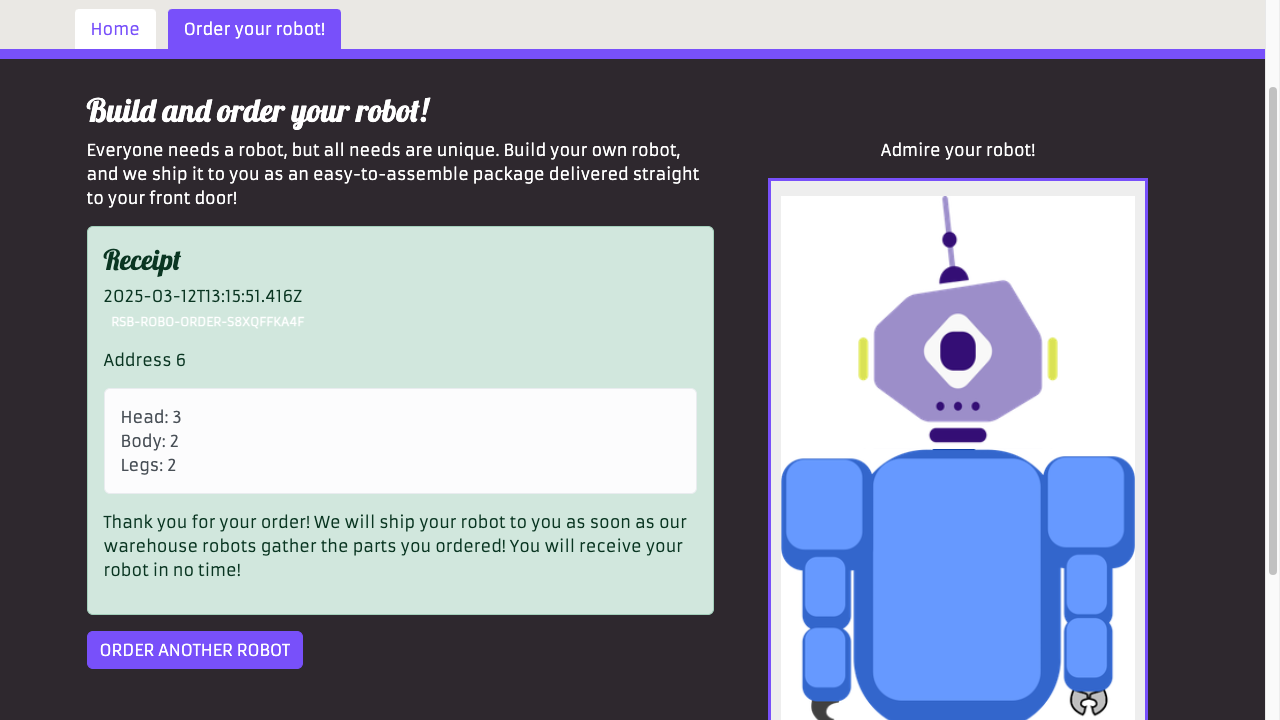 Home
Order your robot!
Build and order your robot!
Everyone needs a robot, but all needs are unique. Build your own robot,
and we ship it to you as an easy-to-assemble package delivered straight
to your front door!
Receipt
2025-03-12T13:15:51.416Z
RSB-ROBO-ORDER-S8XQFFKA4F
Address 6
Head: 3
Body: 2
Legs: 2
Thank you for your order! We will ship your robot to you as soon as our
warehouse robots gather the parts you ordered! You will receive your
robot in no time!
ORDER ANOTHER ROBOT
Admire your robot!